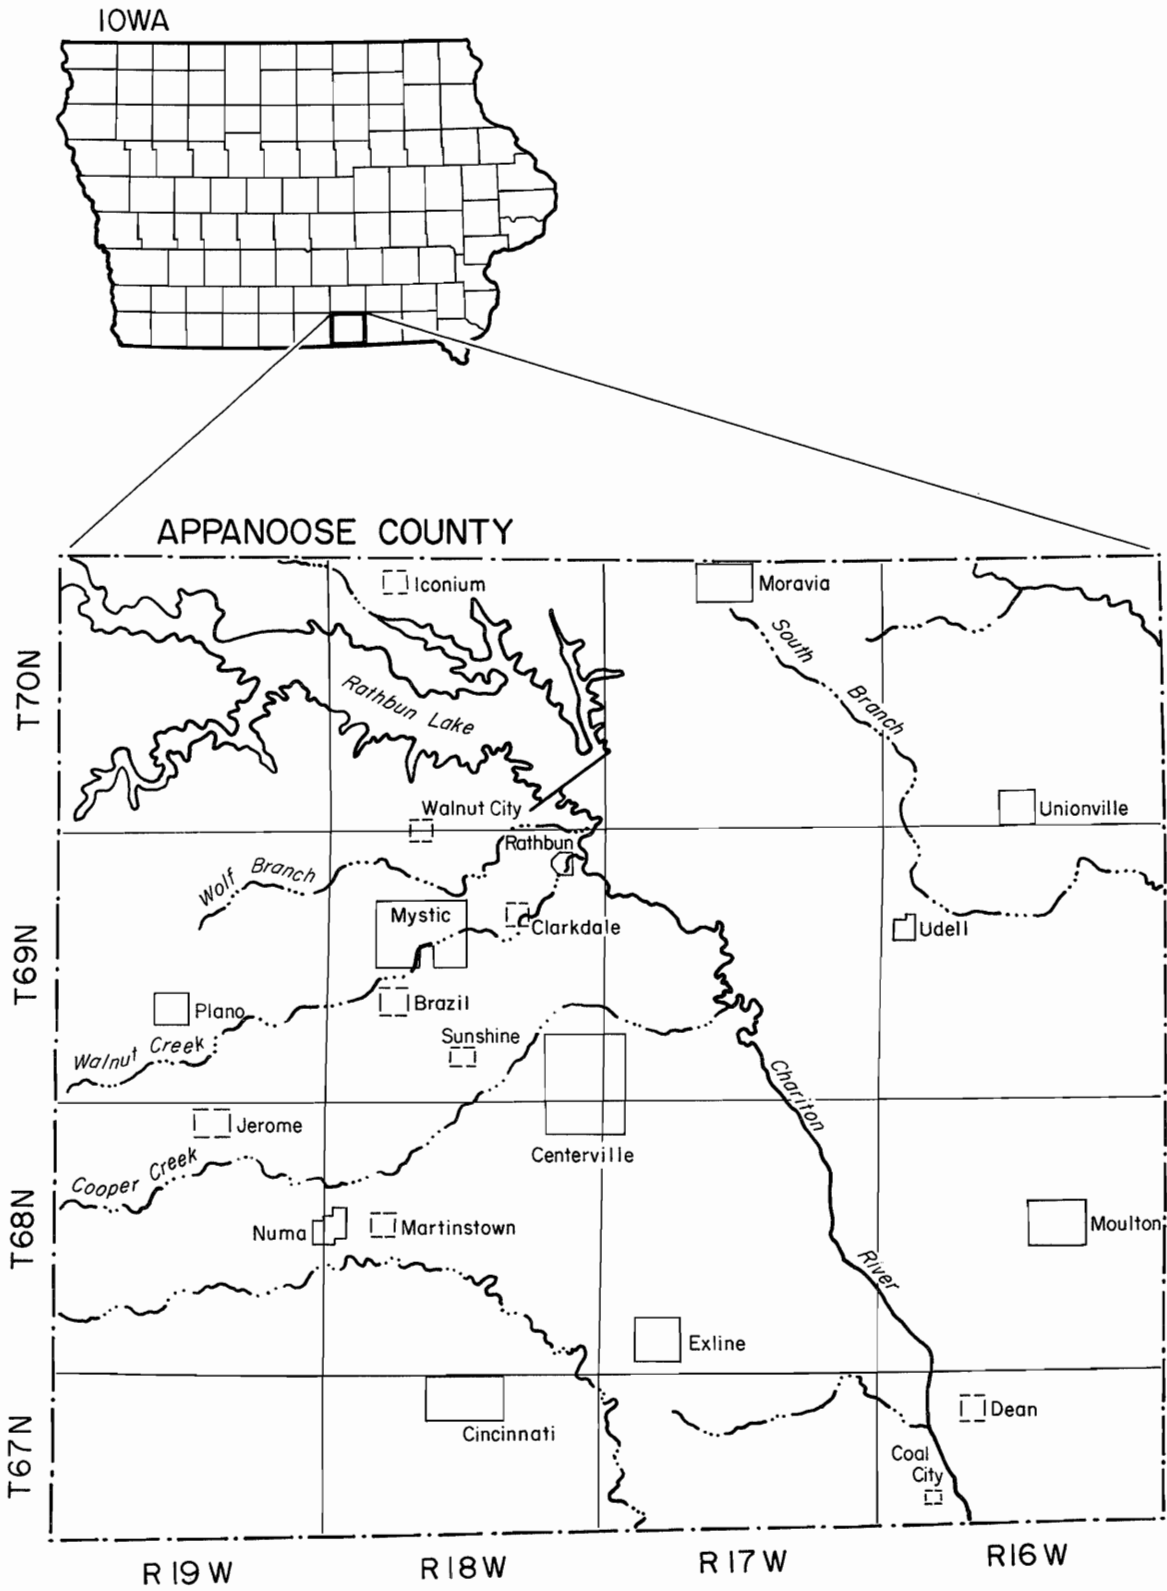 IOWA
APPANOOSE COUNTY
Iconium
Moravia
South
Branch
T70N
Rathbun Lake
Walnut City
Unionville
Rathbun
Wolf Branch
Mystic
Clarkdale
Udell
T69N
Brazil
Plano
Sunshine
Walnut Creek
Chariton
Jerome
Centerville
Cooper Creek
T68N
Numa
Martinstown
Moulton
River
Exline
Dean
Cincinnati
T67N
Coal
City
R19W
R18W
R17W
R16W